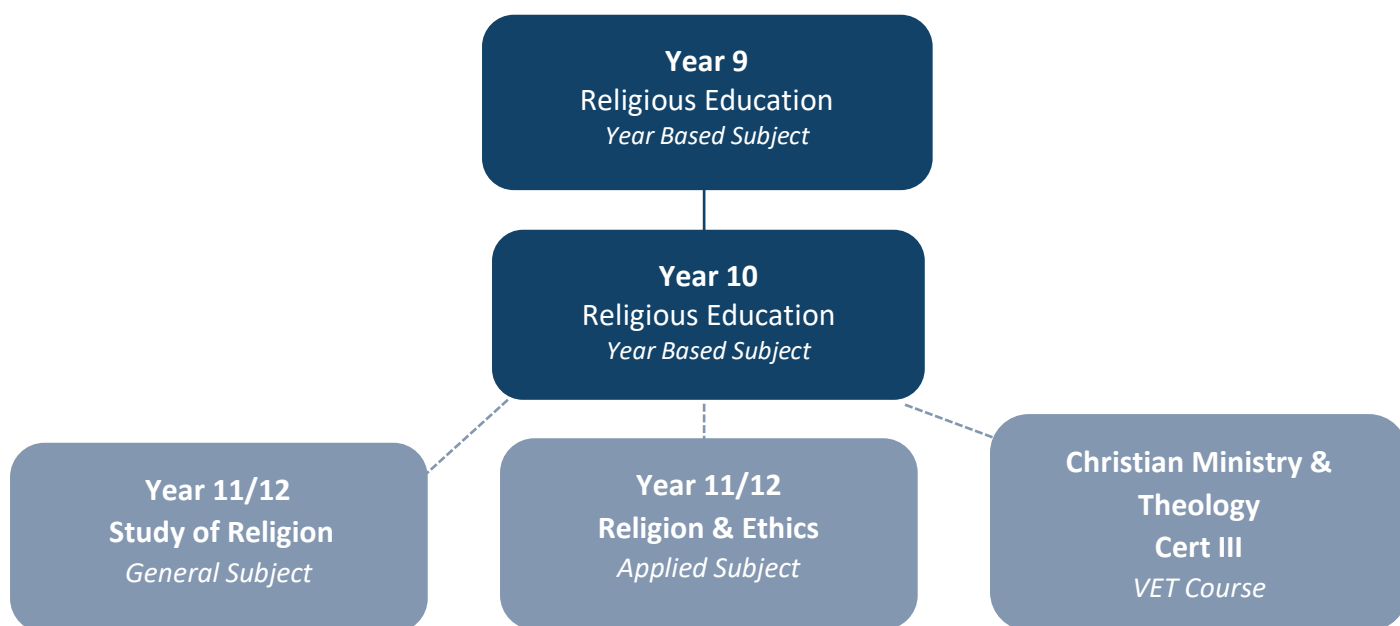 Year 9
Religious Education
Year Based Subject
Year 10
Religious Education
Year Based Subject
Year 11/12
Study of Religion
General Subject
Year 11/12
Religion & Ethics
Applied Subject
Christian Ministry &
Theology
Cert III
VET Course